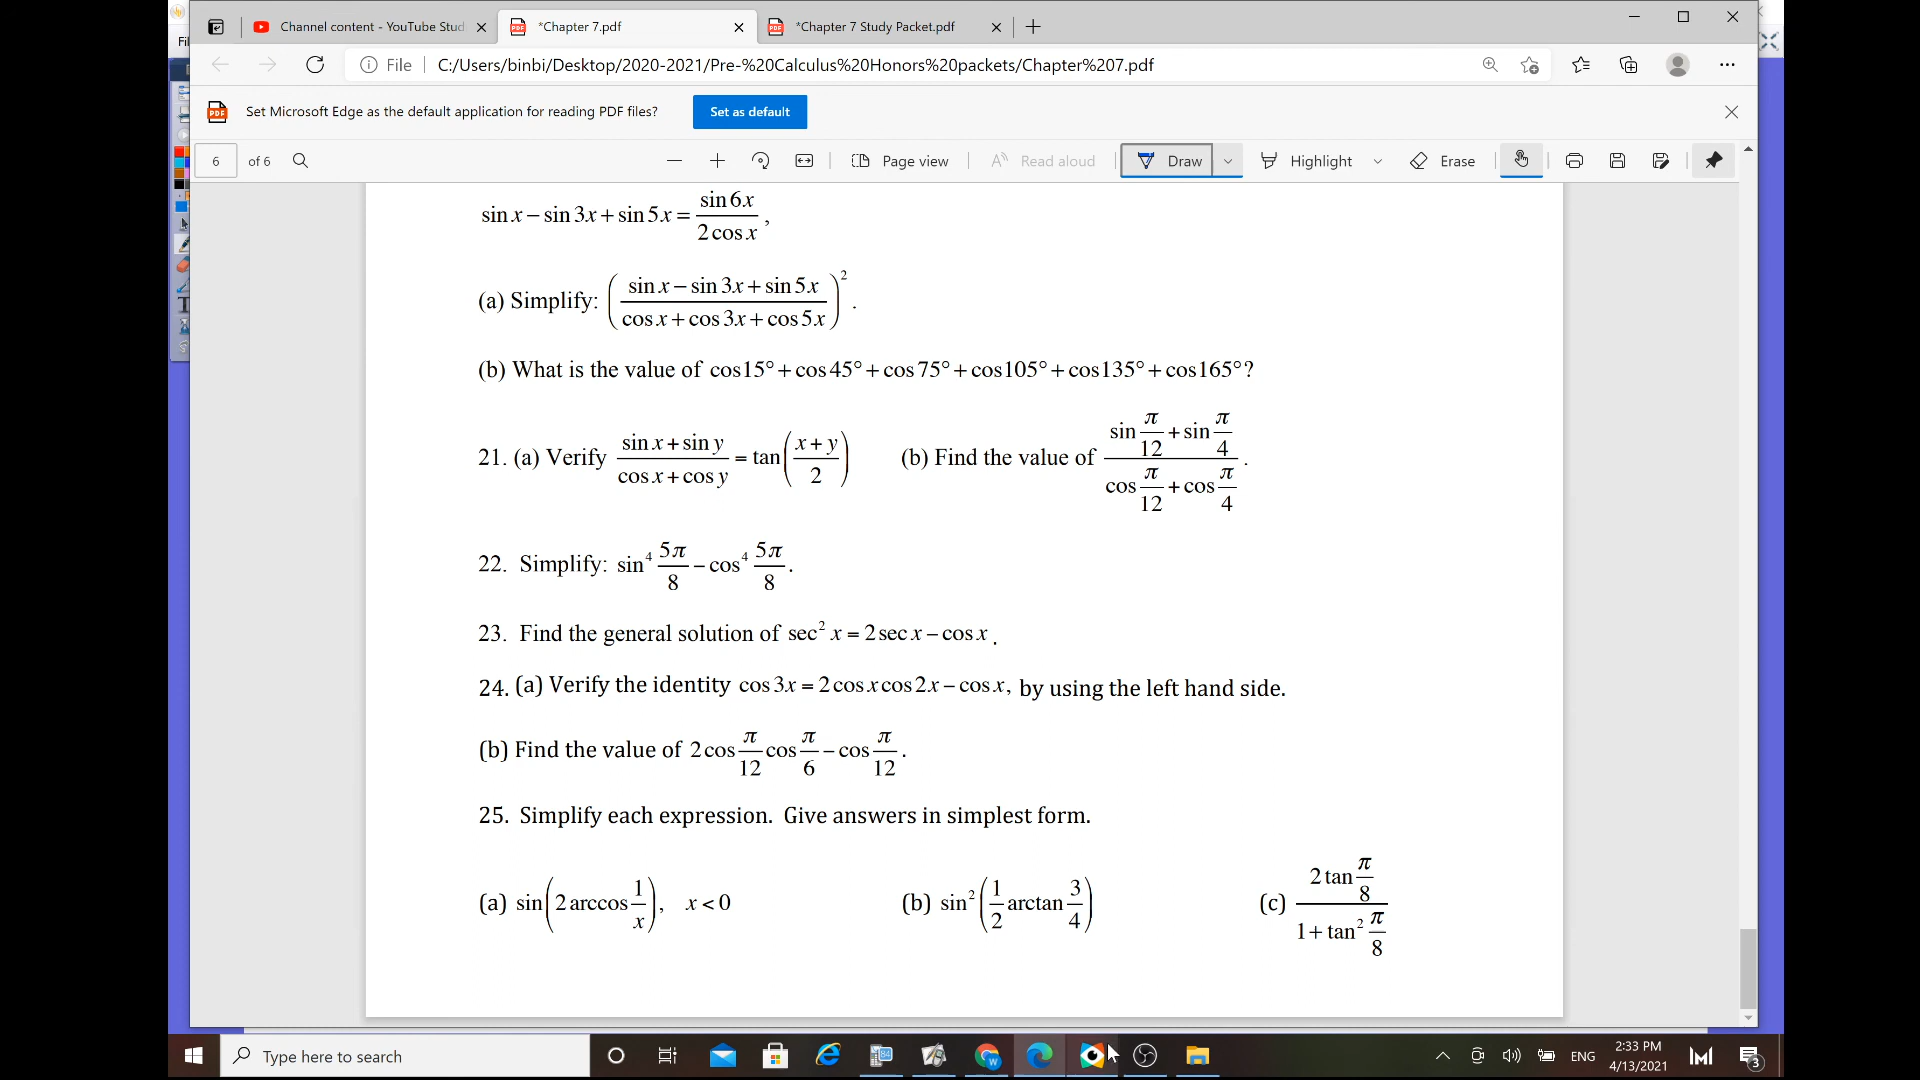 Channel content - YouTube Stud
*Chapter 7.pdf
*Chapter 7 Study Packet.pdf
Fil
File C:/Users/binbi/Desktop/2020-2021/Pre-%20Calculus%20Honors%20packets/Chapter%207.pdf
Set Microsoft Edge as the default application for reading PDF files? Set as default
6 of 6 Page view Read aloud Draw Highlight Erase
sin x − sin 3x + sin 5x = sin 6x / 2 cos x ,
(a) Simplify: ( (sin x − sin 3x + sin 5x) / (cos x + cos 3x + cos 5x) )² .
(b) What is the value of cos15° + cos 45° + cos 75° + cos105° + cos135° + cos165°?
21. (a) Verify (sin x + sin y) / (cos x + cos y) = tan( (x + y) / 2 ) (b) Find the value of (sin π/12 + sin π/4) / (cos π/12 + cos π/4) .
22. Simplify: sin⁴ 5π/8 − cos⁴ 5π/8 .
23. Find the general solution of sec² x = 2 sec x − cos x .
24. (a) Verify the identity cos 3x = 2 cos x cos 2x − cos x, by using the left hand side.
(b) Find the value of 2 cos π/12 cos π/6 − cos π/12 .
25. Simplify each expression. Give answers in simplest form.
(a) sin( 2 arccos 1/x ), x < 0 (b) sin² ( 1/2 arctan 3/4 ) (c) (2 tan π/8) / (1 + tan² π/8)
Type here to search
ENG
2:33 PM
4/13/2021
3